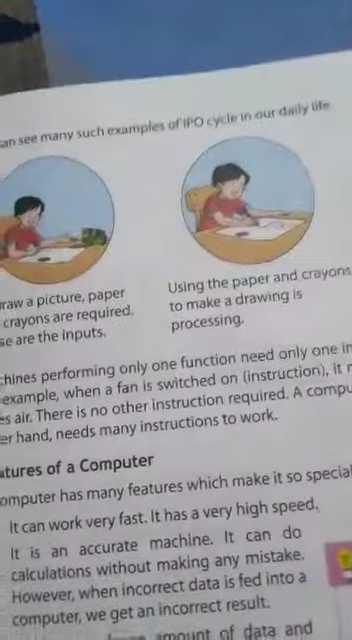 an see many such examples of IPO cycle in our daily life
raw a picture, paper
crayons are required.
se are the inputs.
Using the paper and crayons
to make a drawing is
processing.
hines performing only one function need only one in
example, when a fan is switched on (instruction), it
es air. There is no other instruction required. A compu
er hand, needs many instructions to work.
atures of a Computer
omputer has many features which make it so special
It can work very fast. It has a very high speed.
It is an accurate machine. It can do
calculations without making any mistake.
However, when incorrect data is fed into a
computer, we get an incorrect result.
amount of data and